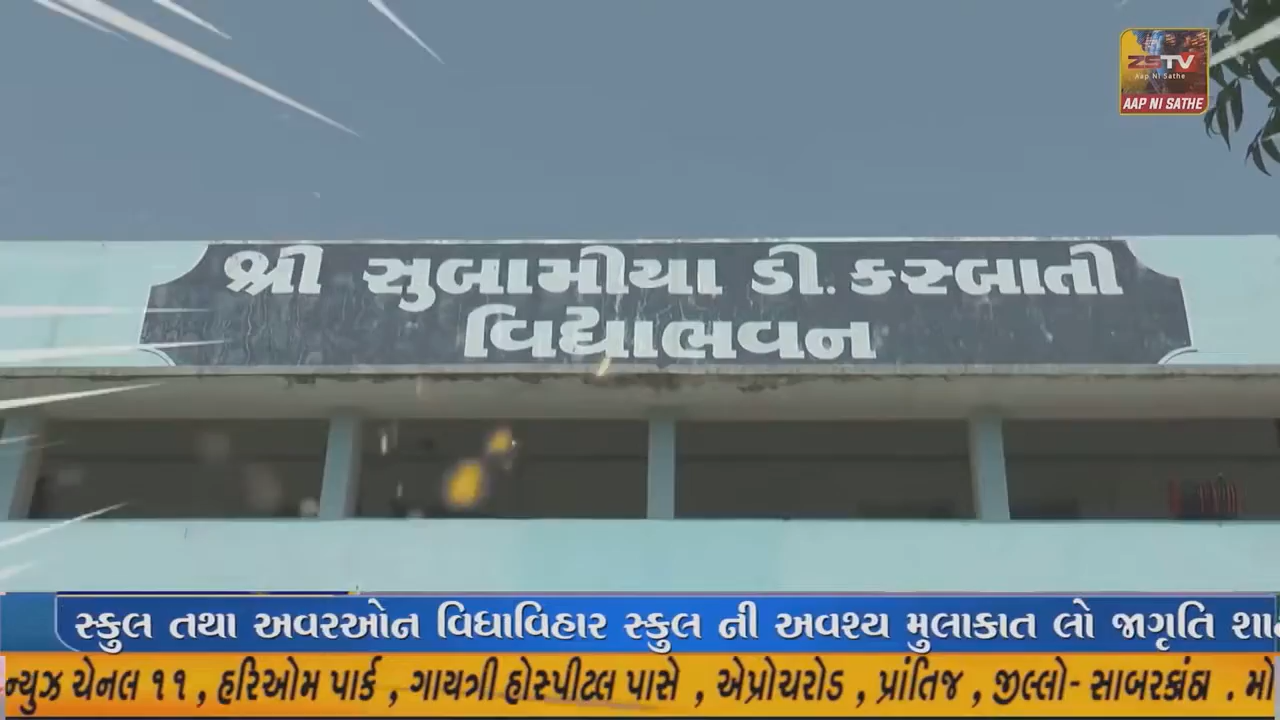 ZSTV
Aap Ni Sathe
AAP NI SATHE
શ્રી સુબામીયા ડી. કરબાતી
વિદ્યાભવન
સ્કુલ તથા અવરઓન વિધાવિહાર સ્કુલ ની અવશ્ય મુલાકાત લો જાગૃતિ
ન્યુઝ ચેનલ ૧૧ , હરિઓમ પાર્ક , ગાયત્રી હોસ્પીટલ પાસે , એપ્રોચરોડ , પ્રાંતિજ , જીલ્લો- સાબરકાંઠા .